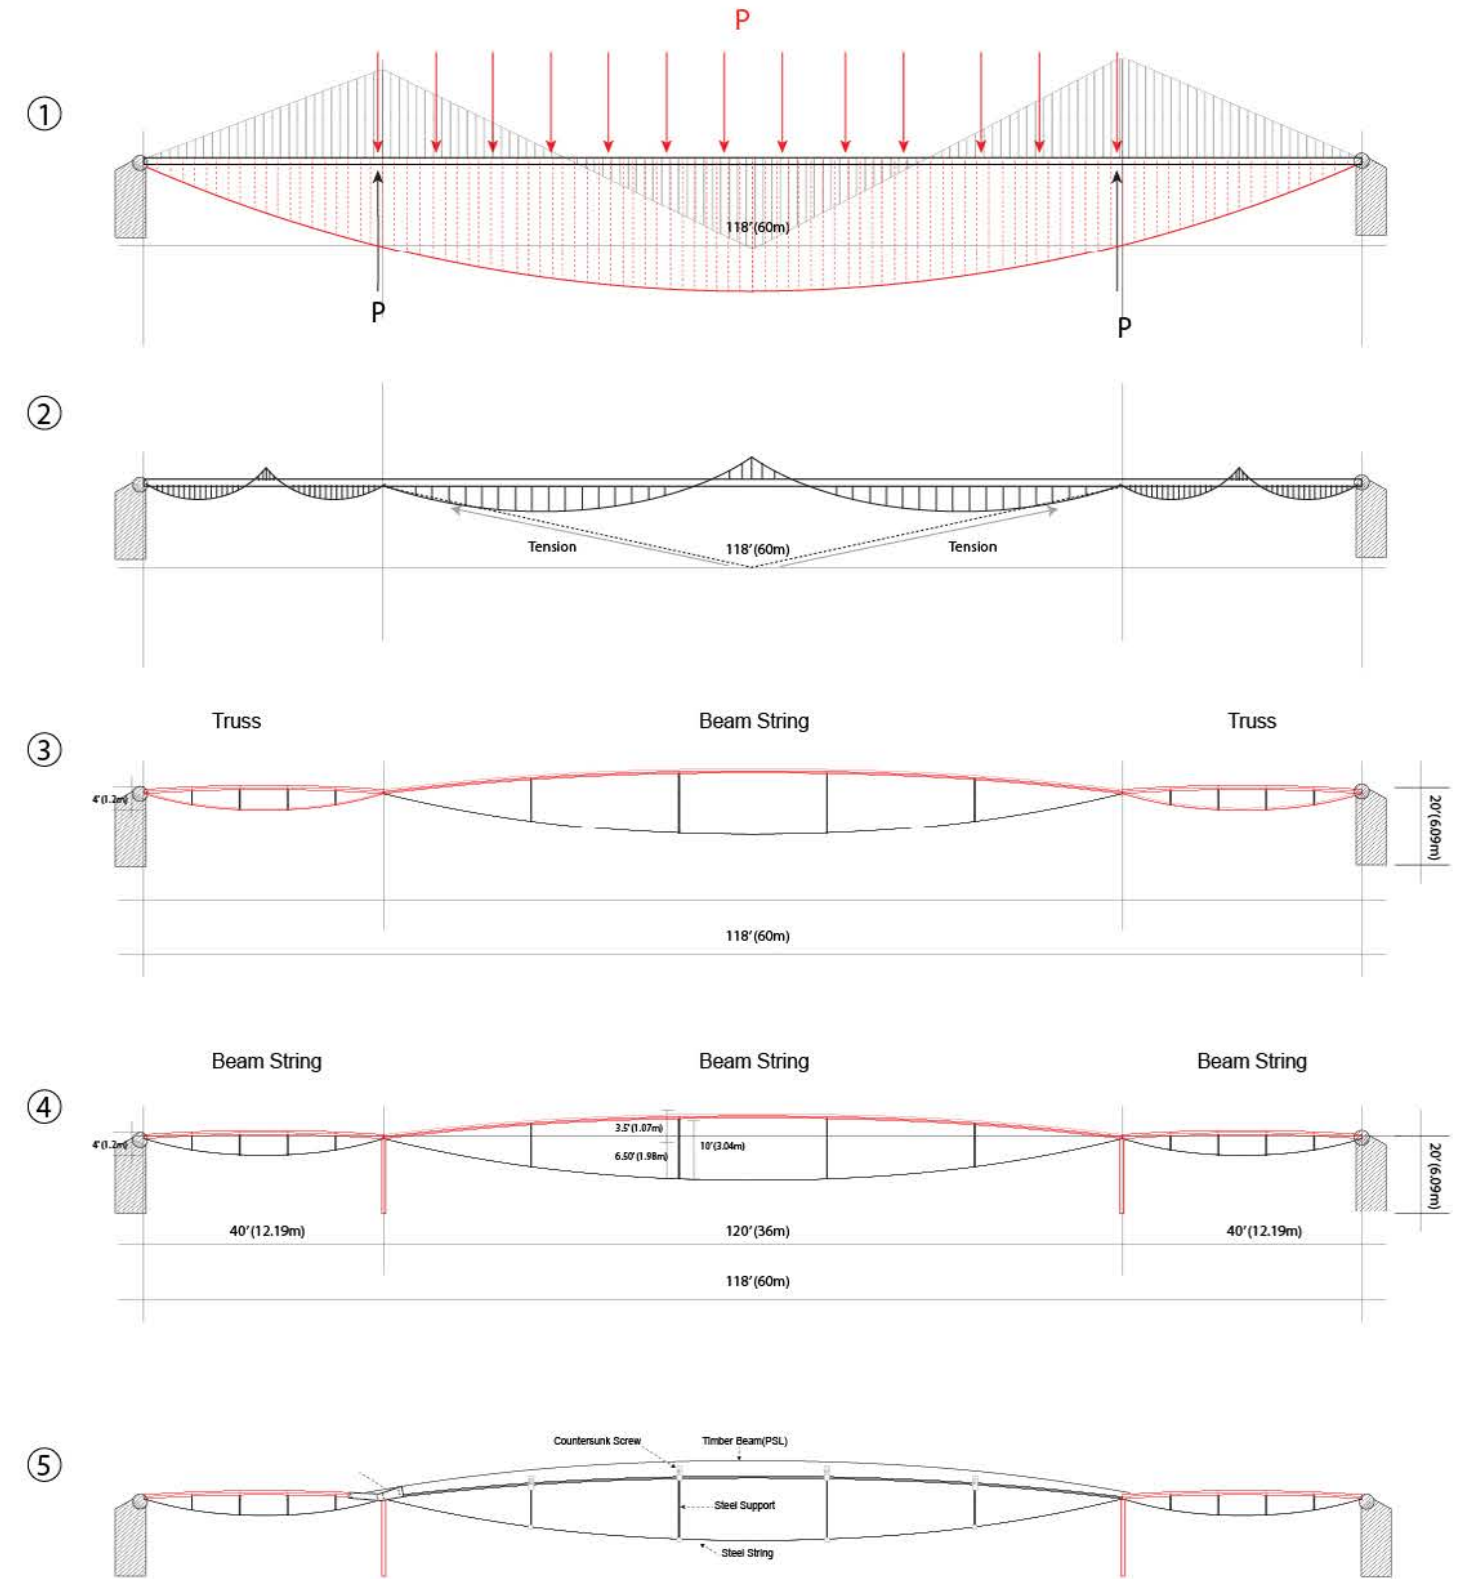 P
1
118'(60m)
P
P
2
Tension
118'(60m)
Tension
Truss
Beam String
Truss
3
4'(1.2m)
20'(6.09m)
118'(60m)
Beam String
Beam String
Beam String
4
3.5'(1.07m)
4'(1.2m)
10'(3.04m)
6.50'(1.98m)
20'(6.09m)
40'(12.19m)
120'(36m)
40'(12.19m)
118'(60m)
Countersunk Screw
Timber Beam(PSL)
5
Steel Support
Steel String